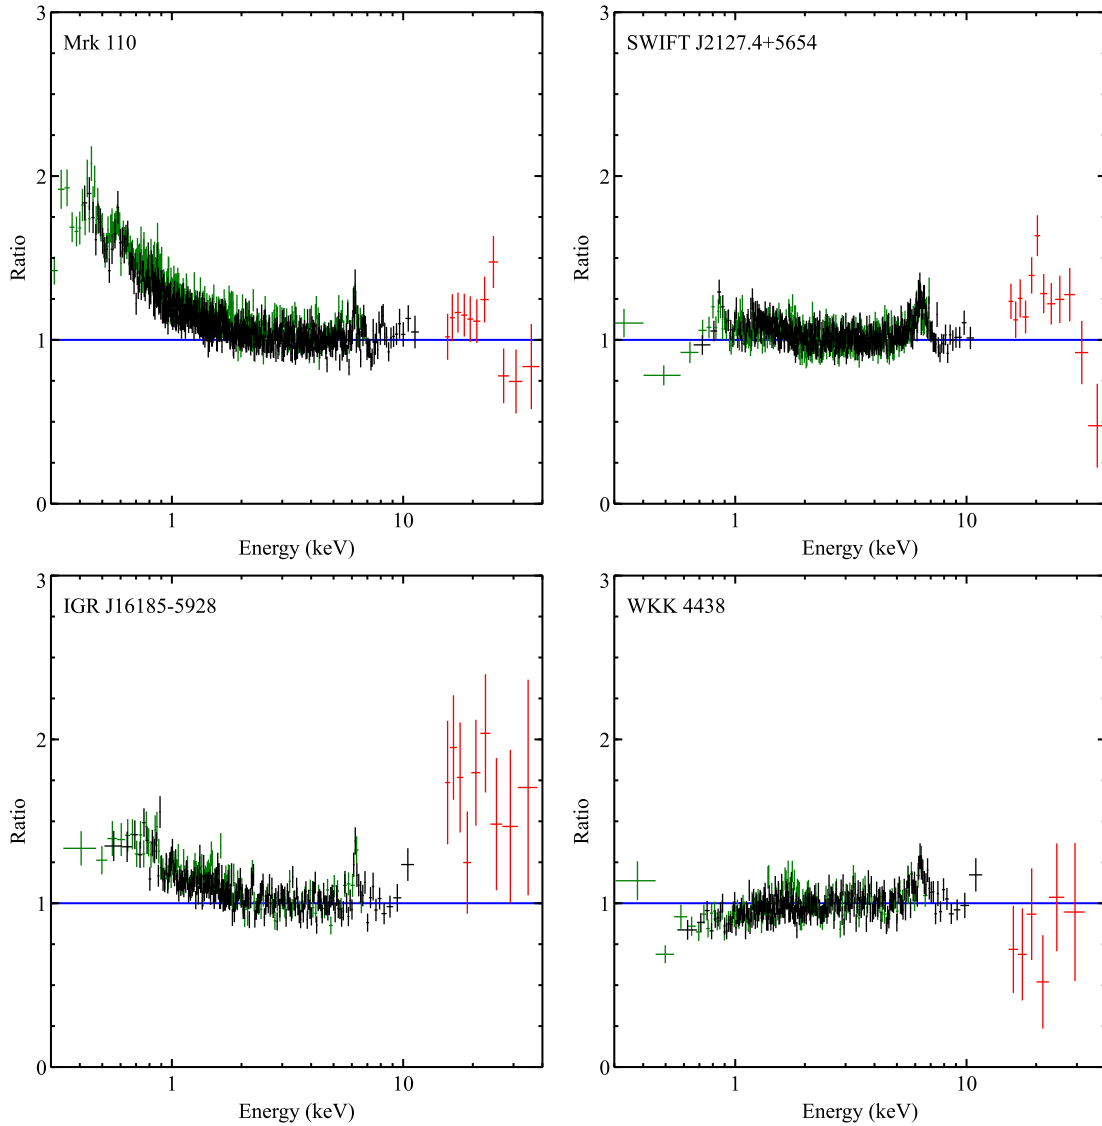 Mrk 110
3
2
1
0
Ratio
1
10
Energy (keV)
SWIFT J2127.4+5654
3
2
1
0
Ratio
1
10
Energy (keV)
IGR J16185-5928
3
2
1
0
Ratio
1
10
Energy (keV)
WKK 4438
3
2
1
0
Ratio
1
10
Energy (keV)